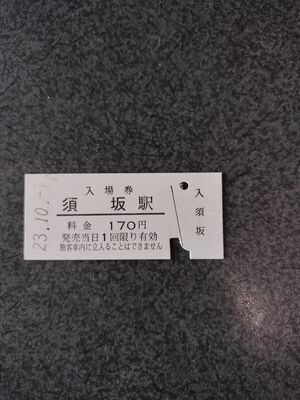 入場券
須坂駅
料金 170円
発売当日1回限り有効
旅客車内に立入ることはできません
入須坂
23.10.-